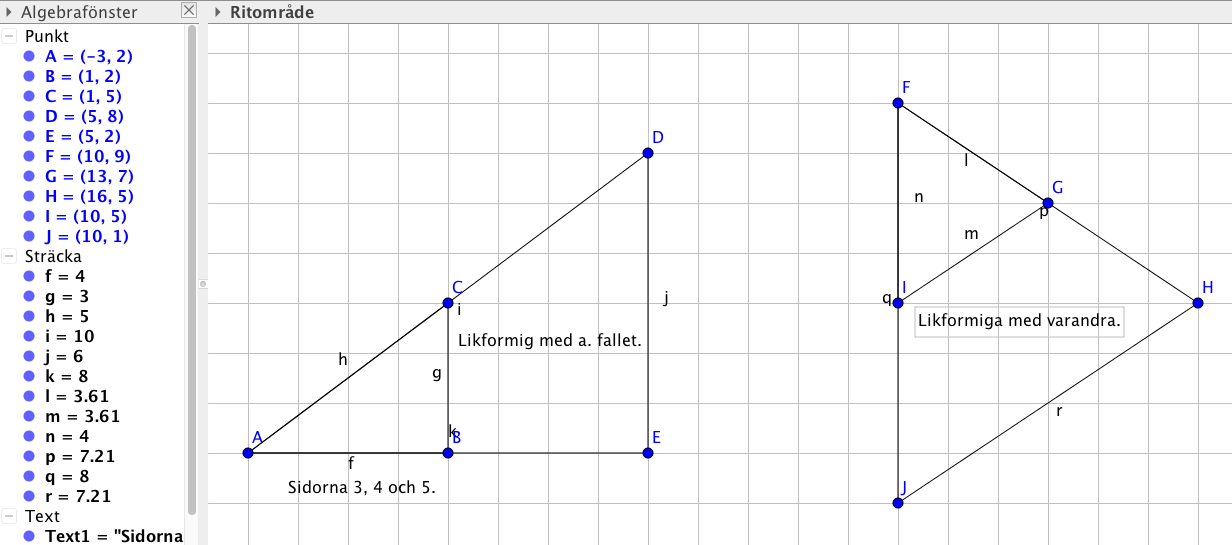 Algebrafönster
Punkt
A = (-3, 2)
B = (1, 2)
C = (1, 5)
D = (5, 8)
E = (5, 2)
F = (10, 9)
G = (13, 7)
H = (16, 5)
I = (10, 5)
J = (10, 1)
Sträcka
f = 4
g = 3
h = 5
i = 10
j = 6
k = 8
l = 3.61
m = 3.61
n = 4
p = 7.21
q = 8
r = 7.21
Text
Text1 = "Sidorna
Ritområde
F
D
l
G
n
p
m
C
i
j
q
I
H
Likformiga med varandra.
Likformig med a. fallet.
h
g
r
A
k
B
E
f
Sidorna 3, 4 och 5.
J